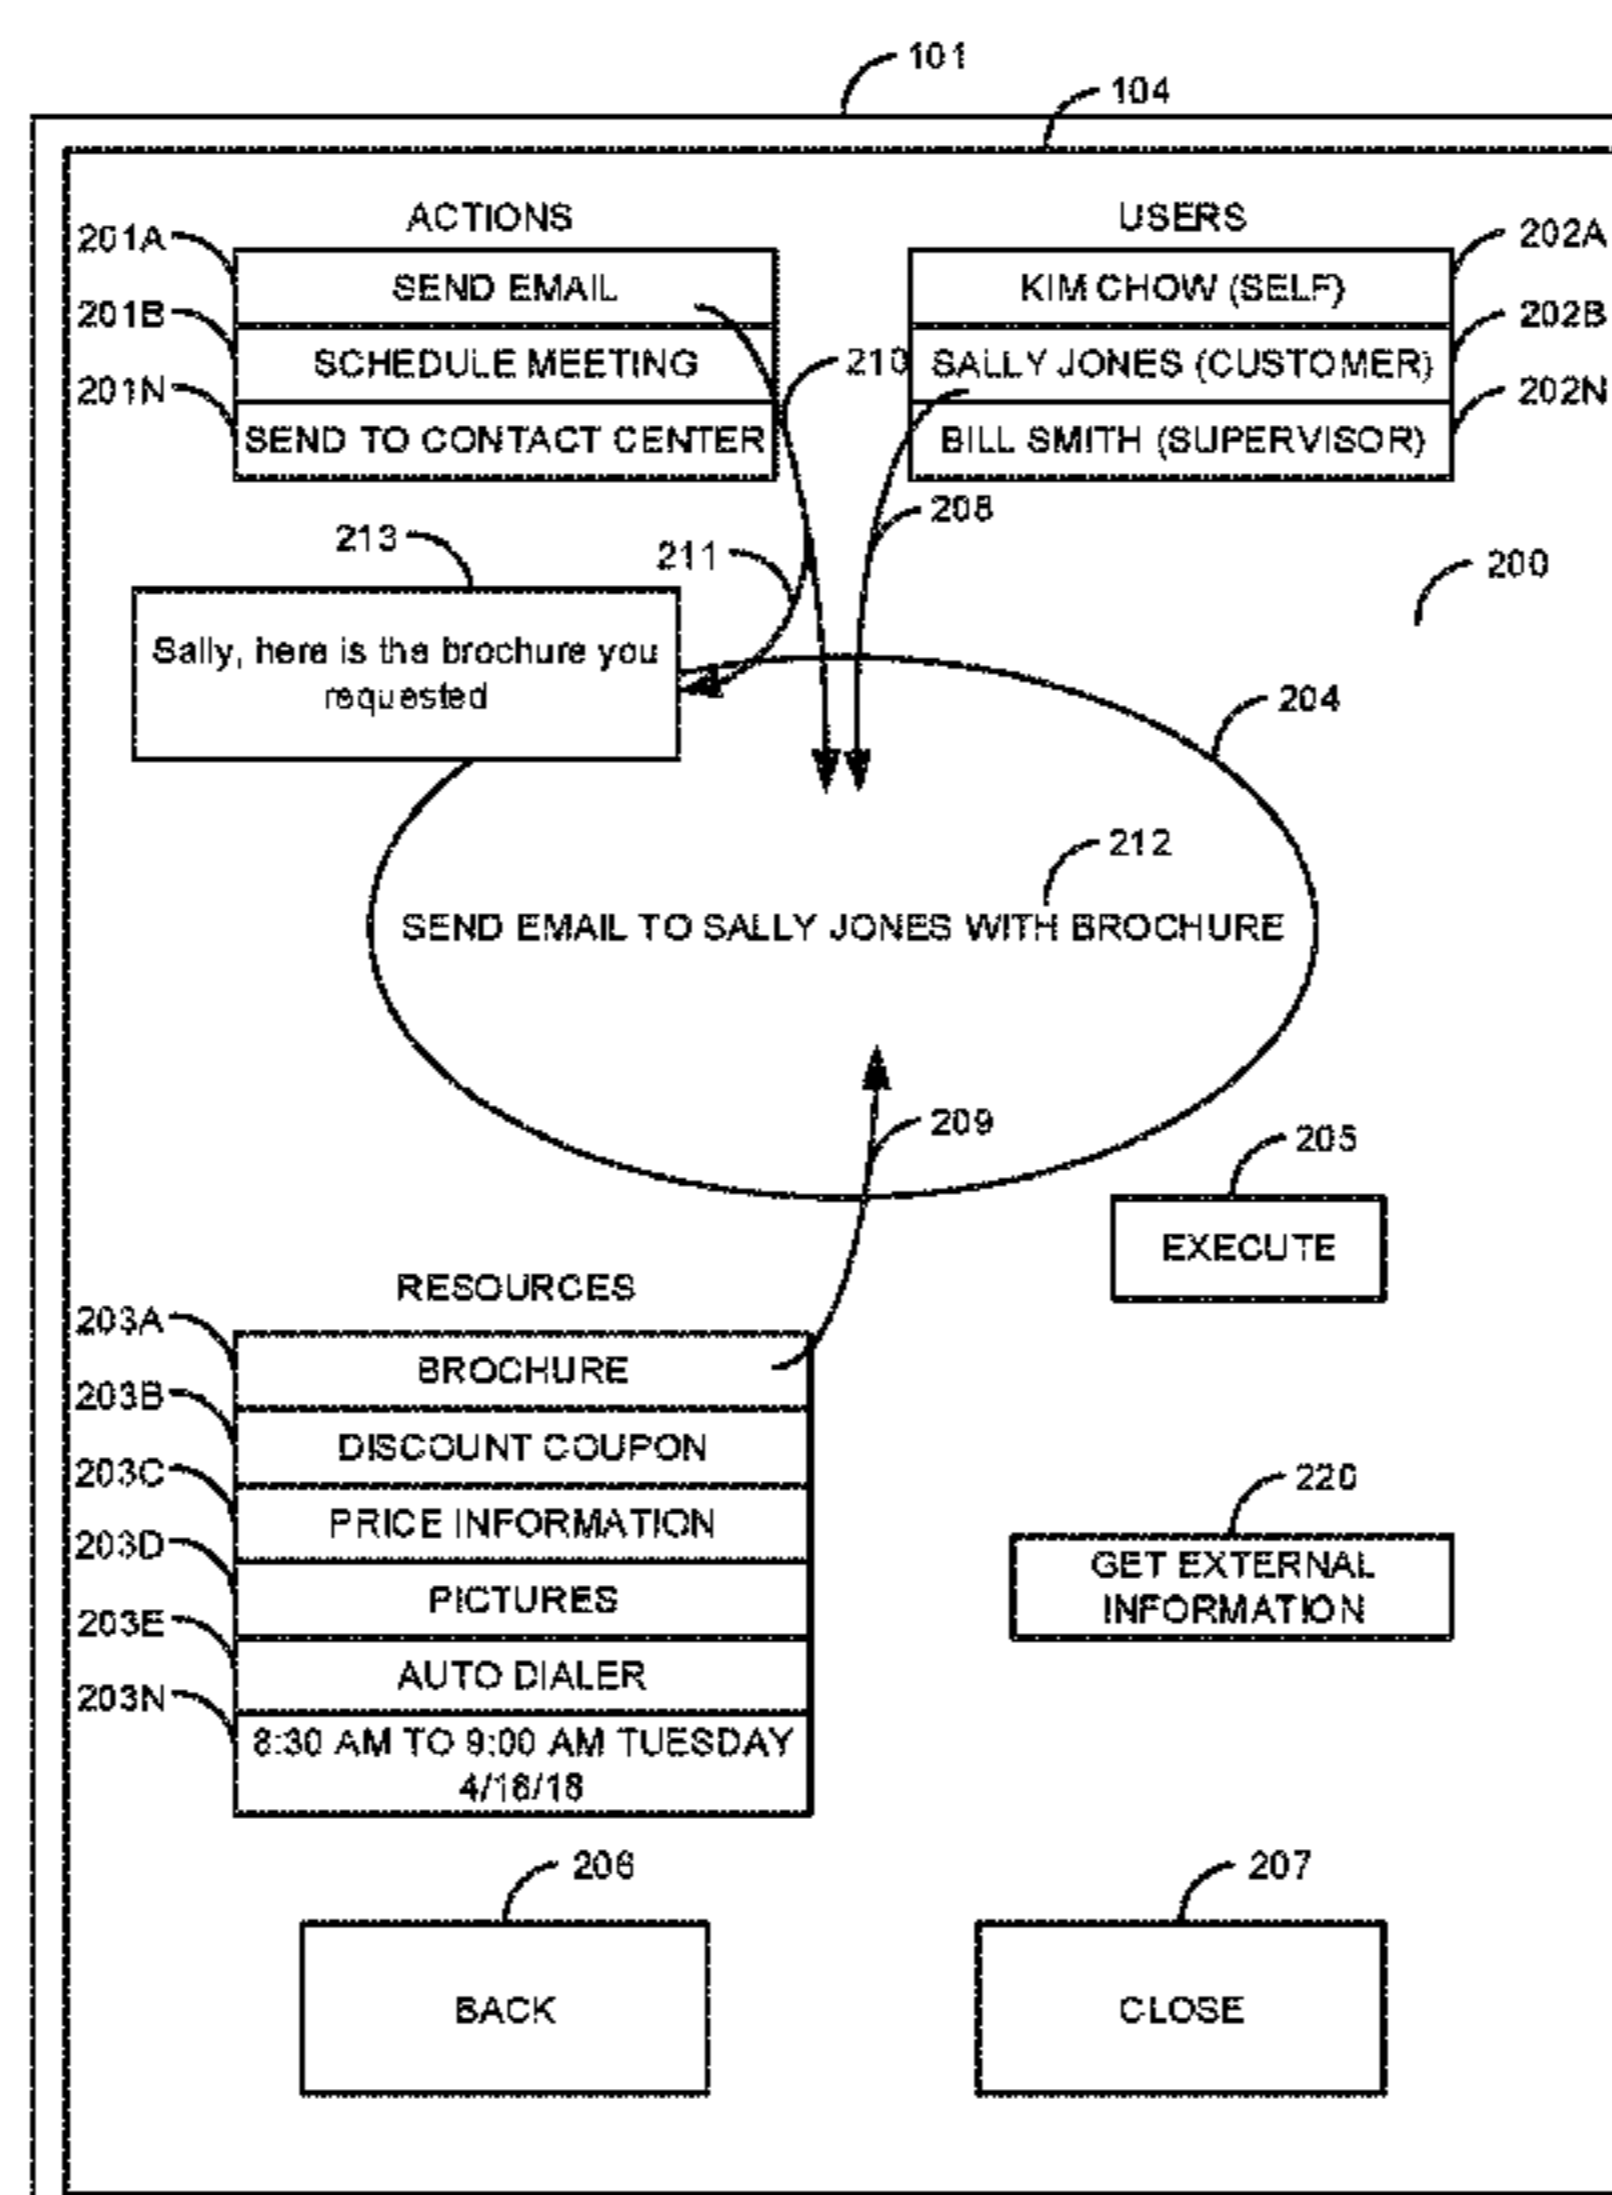 101
104
ACTIONS
USERS
201A
SEND EMAIL
KIM CHOW (SELF)
202A
201B
SCHEDULE MEETING
210
SALLY JONES (CUSTOMER)
202B
201N
SEND TO CONTACT CENTER
BILL SMITH (SUPERVISOR)
202N
208
213
211
200
Sally, here is the brochure you
requested
204
212
SEND EMAIL TO SALLY JONES WITH BROCHURE
209
205
EXECUTE
RESOURCES
203A
BROCHURE
203B
DISCOUNT COUPON
203C
PRICE INFORMATION
220
203D
PICTURES
GET EXTERNAL
INFORMATION
203E
AUTO DIALER
203N
8:30 AM TO 9:00 AM TUESDAY
4/18/18
206
207
BACK
CLOSE